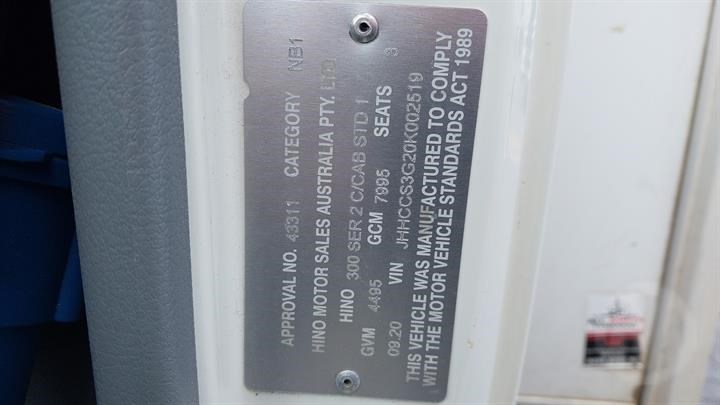 APPROVAL NO. 43311 CATEGORY NB1
HINO MOTOR SALES AUSTRALIA PTY. LTD.
HINO 300 SER 2 C/CAB STD 1
GVM 4495 GCM 7995 SEATS 3
09.20 VIN JHHCCS3G20K002519
THIS VEHICLE WAS MANUFACTURED TO COMPLY
WITH THE MOTOR VEHICLE STANDARDS ACT 1989